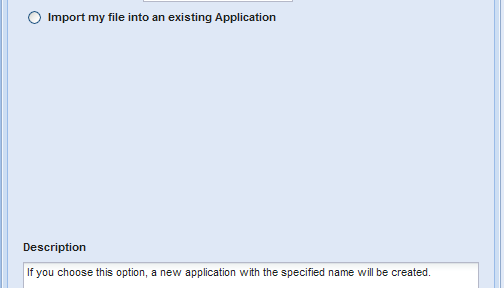 Import my file into an existing Application
Description
If you choose this option, a new application with the specified name will be created.